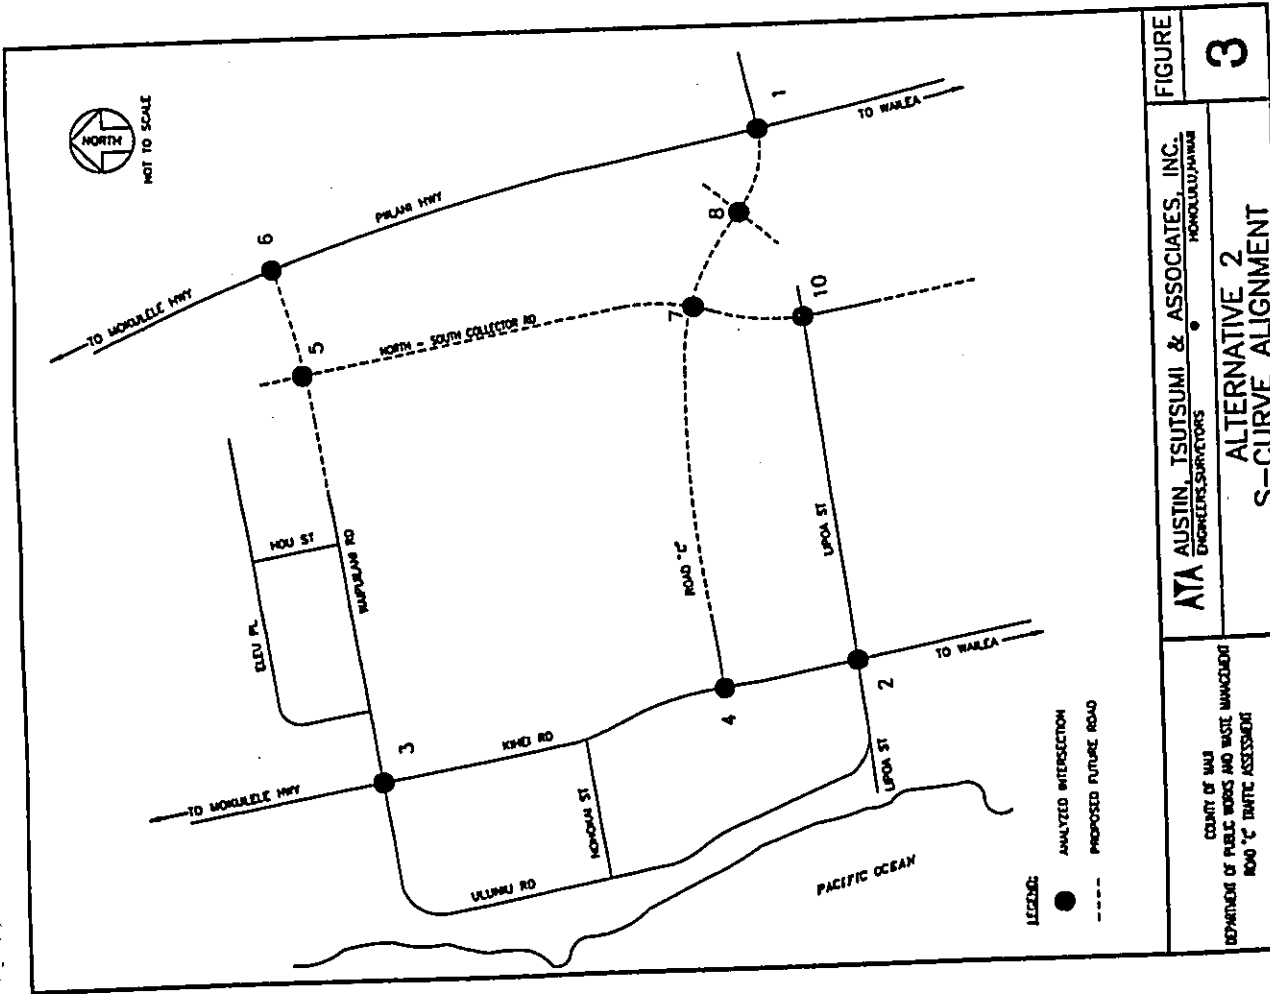 NORTH
NOT TO SCALE
TO MOKULELE HWY
6
PIILANI HWY
1
TO WAILEA
5
NORTH - SOUTH COLLECTOR RD
8
7
10
HOU ST
ELEU PL
WAIPUILANI RD
ROAD "C"
LIPOA ST
3
TO MOKULELE HWY
KIHEI RD
4
2
TO WAILEA
LIPOA ST
ULUNIU RD
PACIFIC OCEAN
LEGEND:
ANALYZED INTERSECTION
PROPOSED FUTURE ROAD
COUNTY OF MAUI
DEPARTMENT OF PUBLIC WORKS AND WASTE MANAGEMENT
ROAD "C" TRAFFIC ASSESSMENT
ATA AUSTIN, TSUTSUMI & ASSOCIATES, INC.
ENGINEERS, SURVEYORS • HONOLULU, HAWAII
ALTERNATIVE 2
S-CURVE ALIGNMENT
FIGURE
3